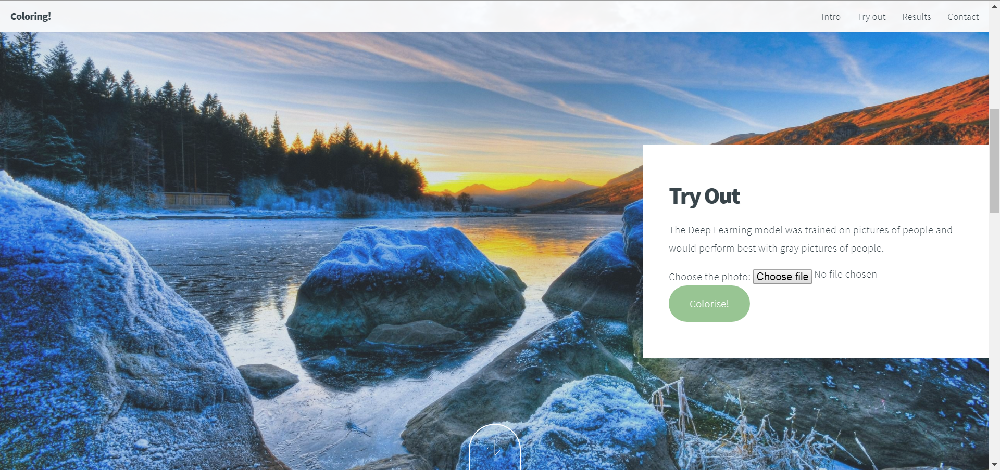 Coloring!
Intro Try out Results Contact
Try Out
The Deep Learning model was trained on pictures of people and
would perform best with gray pictures of people.
Choose the photo: Choose file No file chosen
Colorise!